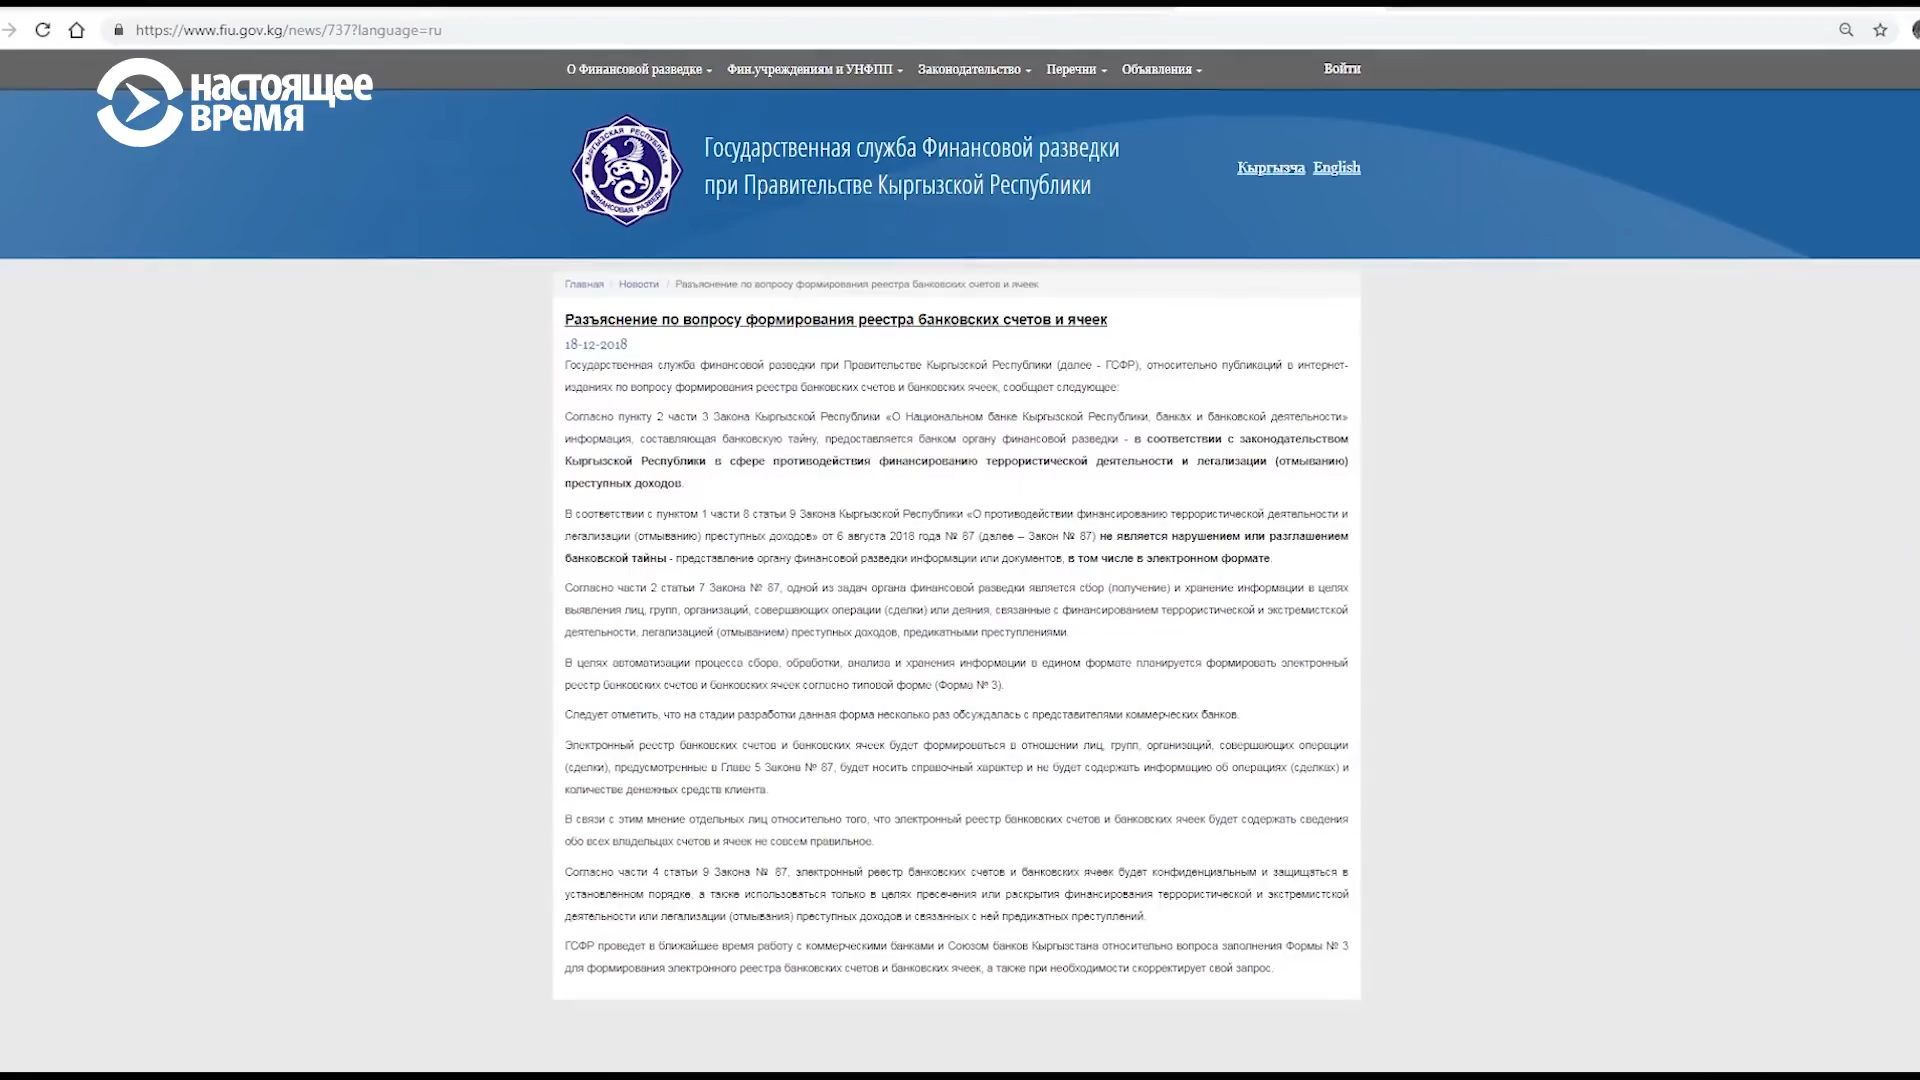 https://www.fiu.gov.kg/news/737?language=ru
О Финансовой разведке Фин.учреждениям и УНФПП Законодательство Перечни Объявления Войти
НАСТОЯЩЕЕ
ВРЕМЯ
КЫРГЫЗСКАЯ РЕСПУБЛИКА
ФИНАНСОВАЯ РАЗВЕДКА
Государственная служба Финансовой разведки
при Правительстве Кыргызской Республики
Кыргызча English
Главная / Новости / Разъяснение по вопросу формирования реестра банковских счетов и ячеек
Разъяснение по вопросу формирования реестра банковских счетов и ячеек
18-12-2018
Государственная служба финансовой разведки при Правительстве Кыргызской Республики (далее - ГСФР), относительно публикаций в интернет-
изданиях по вопросу формирования реестра банковских счетов и банковских ячеек, сообщает следующее:
Согласно пункту 2 части 3 Закона Кыргызской Республики «О Национальном банке Кыргызской Республики, банках и банковской деятельности»
информация, составляющая банковскую тайну, предоставляется банком органу финансовой разведки - в соответствии с законодательством
Кыргызской Республики в сфере противодействия финансированию террористической деятельности и легализации (отмыванию)
преступных доходов.
В соответствии с пунктом 1 части 8 статьи 9 Закона Кыргызской Республики «О противодействии финансированию террористической деятельности и
легализации (отмыванию) преступных доходов» от 6 августа 2018 года № 87 (далее – Закон № 87) не является нарушением или разглашением
банковской тайны - представление органу финансовой разведки информации или документов, в том числе в электронном формате.
Согласно части 2 статьи 7 Закона № 87, одной из задач органа финансовой разведки является сбор (получение) и хранение информации в целях
выявления лиц, групп, организаций, совершающих операции (сделки) или деяния, связанные с финансированием террористической и экстремистской
деятельности, легализацией (отмыванием) преступных доходов, предикатными преступлениями.
В целях автоматизации процесса сбора, обработки, анализа и хранения информации в едином формате планируется формировать электронный
реестр банковских счетов и банковских ячеек согласно типовой форме (Форма № 3).
Следует отметить, что на стадии разработки данная форма несколько раз обсуждалась с представителями коммерческих банков.
Электронный реестр банковских счетов и банковских ячеек будет формироваться в отношении лиц, групп, организаций, совершающих операции
(сделки), предусмотренные в Главе 5 Закона № 87, будет носить справочный характер и не будет содержать информацию об операциях (сделках) и
количестве денежных средств клиента.
В связи с этим мнение отдельных лиц относительно того, что электронный реестр банковских счетов и банковских ячеек будет содержать сведения
обо всех владельцах счетов и ячеек не совсем правильное.
Согласно части 4 статьи 9 Закона № 87, электронный реестр банковских счетов и банковских ячеек будет конфиденциальным и защищаться в
установленном порядке, а также использоваться только в целях пресечения или раскрытия финансирования террористической и экстремистской
деятельности или легализации (отмывания) преступных доходов и связанных с ней предикатных преступлений.
ГСФР проведет в ближайшее время работу с коммерческими банками и Союзом банков Кыргызстана относительно вопроса заполнения Формы № 3
для формирования электронного реестра банковских счетов и банковских ячеек, а также при необходимости скорректирует свой запрос.